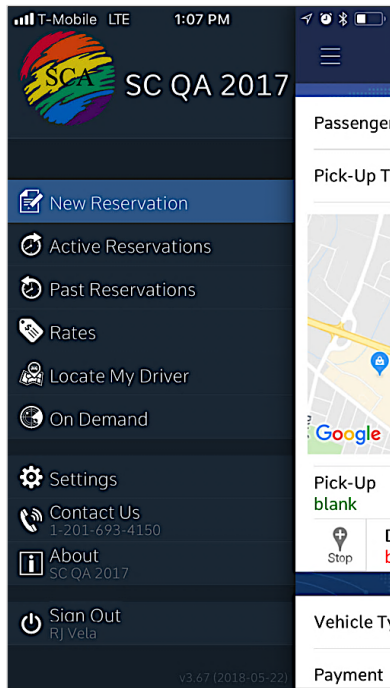 T-Mobile LTE 1:07 PM
SCA
SC QA 2017
New Reservation
Active Reservations
Past Reservations
Rates
Locate My Driver
On Demand
Settings
Contact Us
1-201-693-4150
About
SC QA 2017
Sign Out
RJ Vela
v3.67 (2018-05-22)
Passenge
Pick-Up T
Google
Pick-Up
blank
Stop
Vehicle Ty
Payment